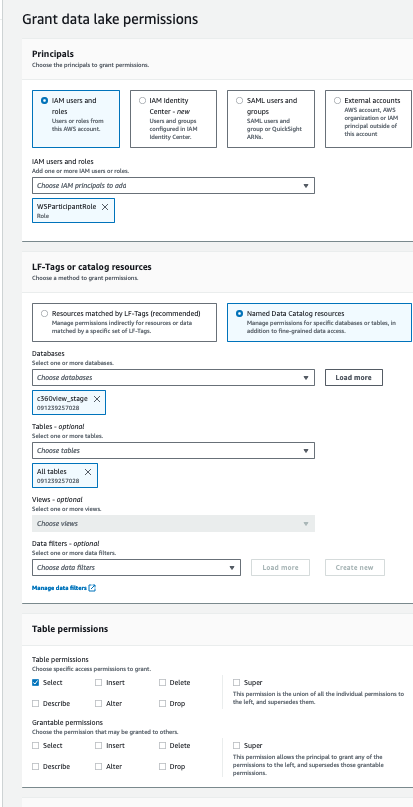 Grant data lake permissions
Principals
Choose the principals to grant permissions.
IAM users and
roles
Users or roles from
this AWS account.
IAM Identity
Center - new
Users and groups
configured in IAM
Identity Center.
SAML users and
groups
SAML users and
group or QuickSight
ARNs.
External accounts
AWS account, AWS
organization or IAM
principal outside of
this account
IAM users and roles
Add one or more IAM users or roles.
Choose IAM principals to add
WSParticipantRole
Role
LF-Tags or catalog resources
Choose a method to grant permissions.
Resources matched by LF-Tags (recommended)
Manage permissions indirectly for resources or data
matched by a specific set of LF-Tags.
Named Data Catalog resources
Manage permissions for specific databases or tables, in
addition to fine-grained data access.
Databases
Select one or more databases.
Choose databases
Load more
c360view_stage
091239257028
Tables - optional
Select one or more tables.
Choose tables
All tables
091239257028
Views - optional
Select one or more views.
Choose views
Data filters - optional
Select one or more data filters.
Choose data filters
Load more
Create new
Manage data filters
Table permissions
Table permissions
Choose specific access permissions to grant.
Select
Insert
Delete
Super
This permission is the union of all the individual permissions to
the left, and supersedes them.
Describe
Alter
Drop
Grantable permissions
Choose the permission that may be granted to others.
Select
Insert
Delete
Super
This permission allows the principal to grant any of the
permissions to the left, and supersedes those grantable
permissions.
Describe
Alter
Drop